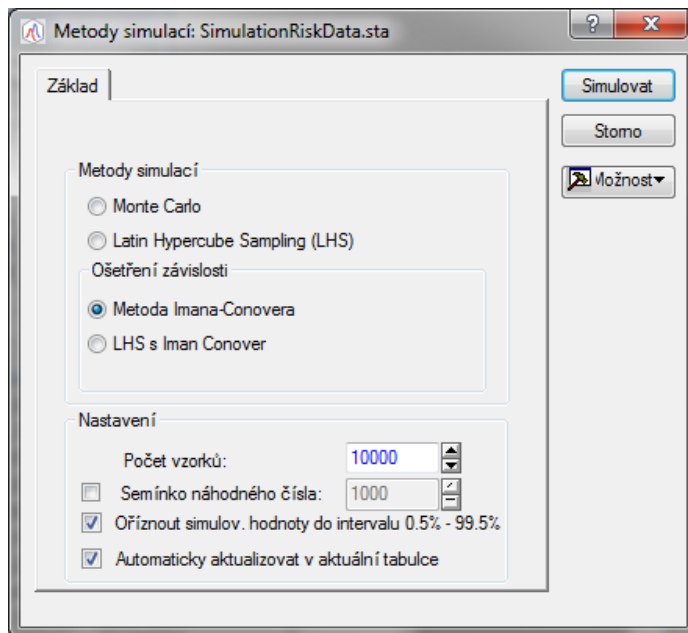 Metody simulací: SimulationRiskData.sta
Základ
Simulovat
Storno
Možnost
Metody simulací
Monte Carlo
Latin Hypercube Sampling (LHS)
Ošetření závislosti
Metoda Imana-Conovera
LHS s Iman Conover
Nastavení
Počet vzorků: 10000
Semínko náhodného čísla: 1000
Oříznout simulov. hodnoty do intervalu 0.5% - 99.5%
Automaticky aktualizovat v aktuální tabulce